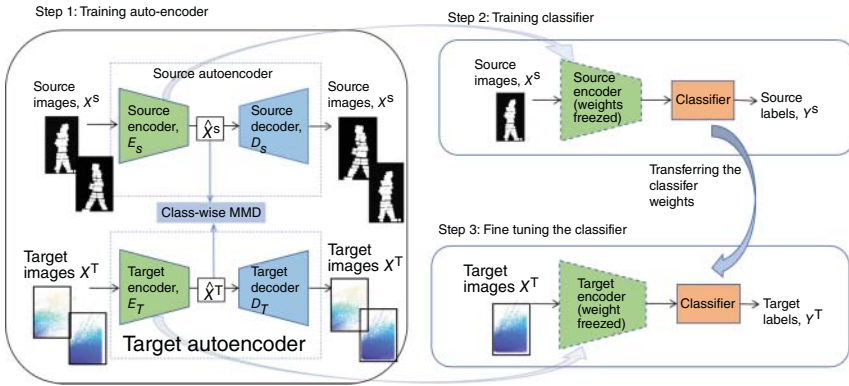 Step 1: Training auto-encoder
Source autoencoder
Source
images, X^S
Source
encoder,
E_S
X̂^S
Source
decoder,
D_S
Source
images, X^S
Class-wise MMD
Target
images X^T
Target
encoder,
E_T
X̂^T
Target
decoder,
D_T
Target
images X^T
Target autoencoder
Step 2: Training classifier
Source
images, X^S
Source
encoder
(weights
freezed)
Classifier
Source
labels, Y^S
Transferring the
classifer
weights
Step 3: Fine tuning the classifier
Target
images X^T
Target
encoder
(weight
freezed)
Classifier
Target
labels, Y^T